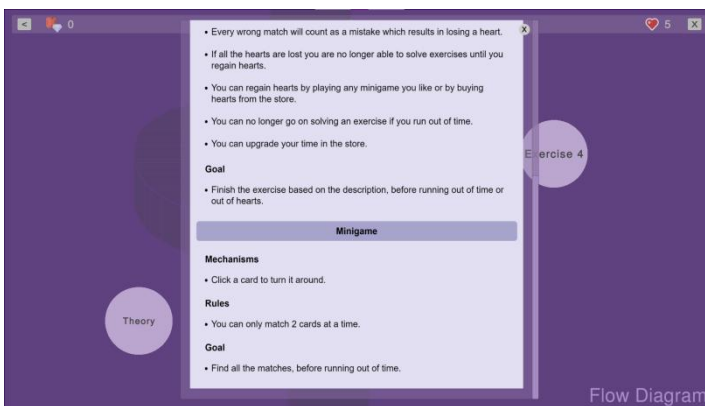 <
0
5
X
• Every wrong match will count as a mistake which results in losing a heart.
X
• If all the hearts are lost you are no longer able to solve exercises until you
regain hearts.
• You can regain hearts by playing any minigame you like or by buying
hearts from the store.
• You can no longer go on solving an exercise if you run out of time.
• You can upgrade your time in the store.
Exercise 4
Goal
• Finish the exercise based on the description, before running out of time or
out of hearts.
Minigame
Mechanisms
• Click a card to turn it around.
Rules
Theory
• You can only match 2 cards at a time.
Goal
• Find all the matches, before running out of time.
Flow Diagram